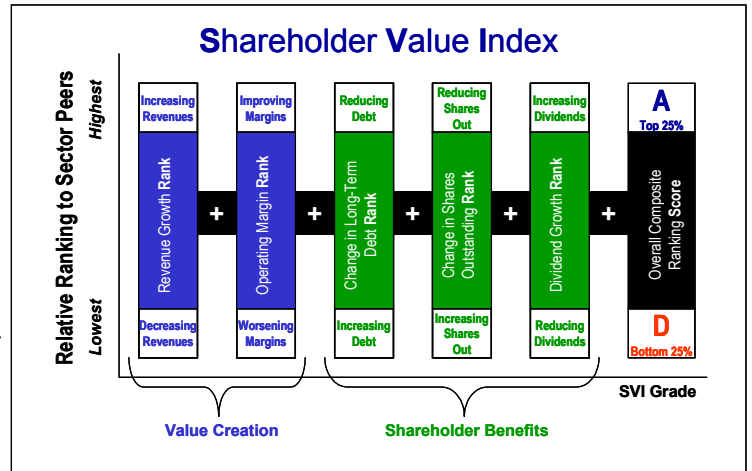 Shareholder Value Index
Relative Ranking to Sector Peers
Highest
Lowest
Increasing
Revenues
Revenue Growth Rank
Decreasing
Revenues
+
Improving
Margins
Operating Margin Rank
Worsening
Margins
+
Reducing
Debt
Change in Long-Term
Debt Rank
Increasing
Debt
+
Reducing
Shares
Out
Change in Shares
Outstanding Rank
Increasing
Shares
Out
+
Increasing
Dividends
Dividend Growth Rank
Reducing
Dividends
+
A
Top 25%
Overall Composite
Ranking Score
D
Bottom 25%
SVI Grade
Value Creation
Shareholder Benefits